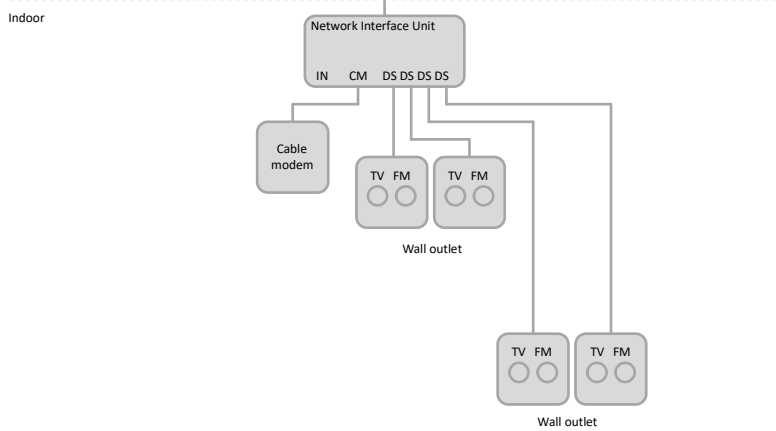 Indoor
Network Interface Unit
IN CM DS DS DS DS
Cable
modem
TV FM TV FM
Wall outlet
TV FM TV FM
Wall outlet